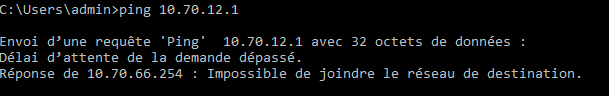 C:\Users\admin>ping 10.70.12.1
Envoi d’une requête 'Ping'  10.70.12.1 avec 32 octets de données :
Délai d’attente de la demande dépassé.
Réponse de 10.70.66.254 : Impossible de joindre le réseau de destination.